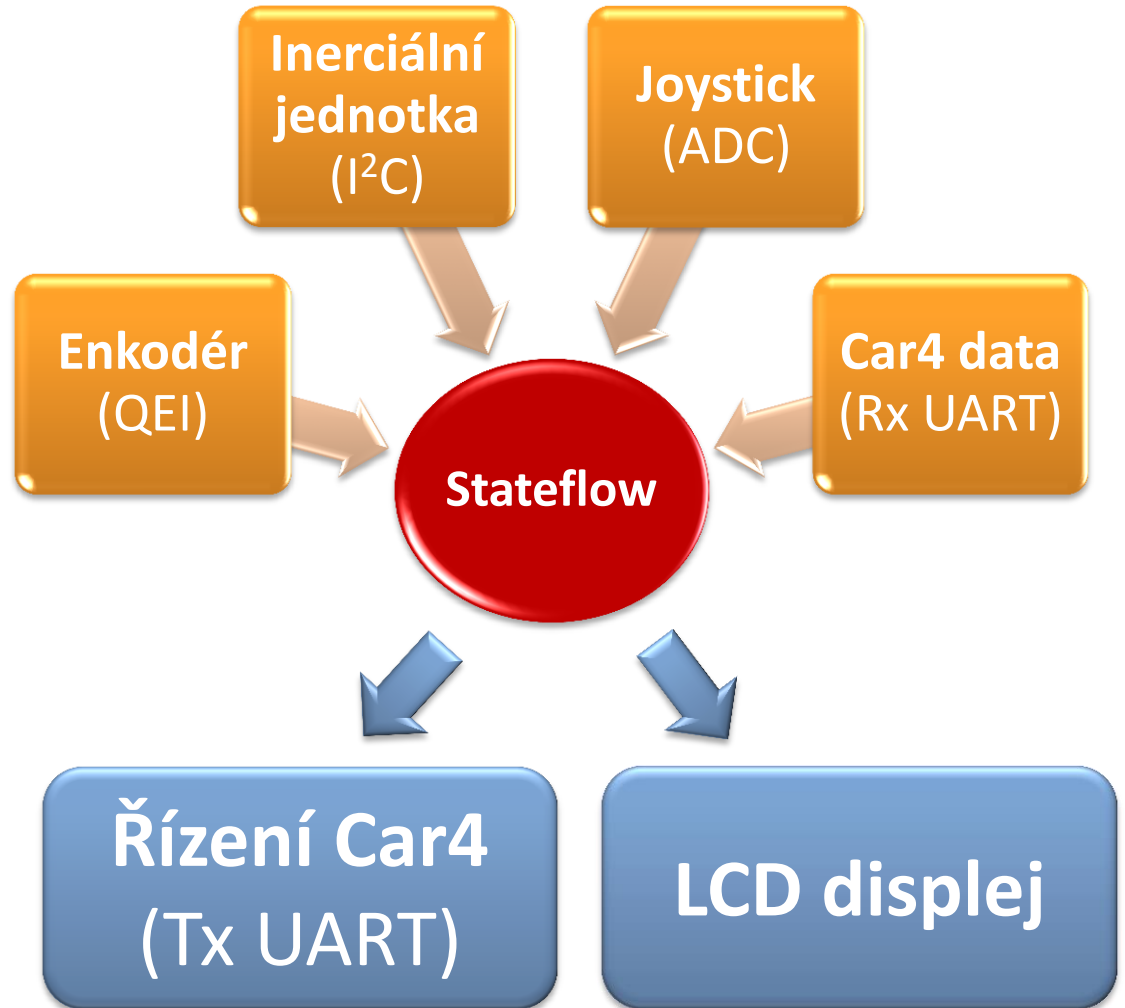 Inerciální
jednotka
(I²C)
Joystick
(ADC)
Enkodér
(QEI)
Car4 data
(Rx UART)
Stateflow
Řízení Car4
(Tx UART)
LCD displej